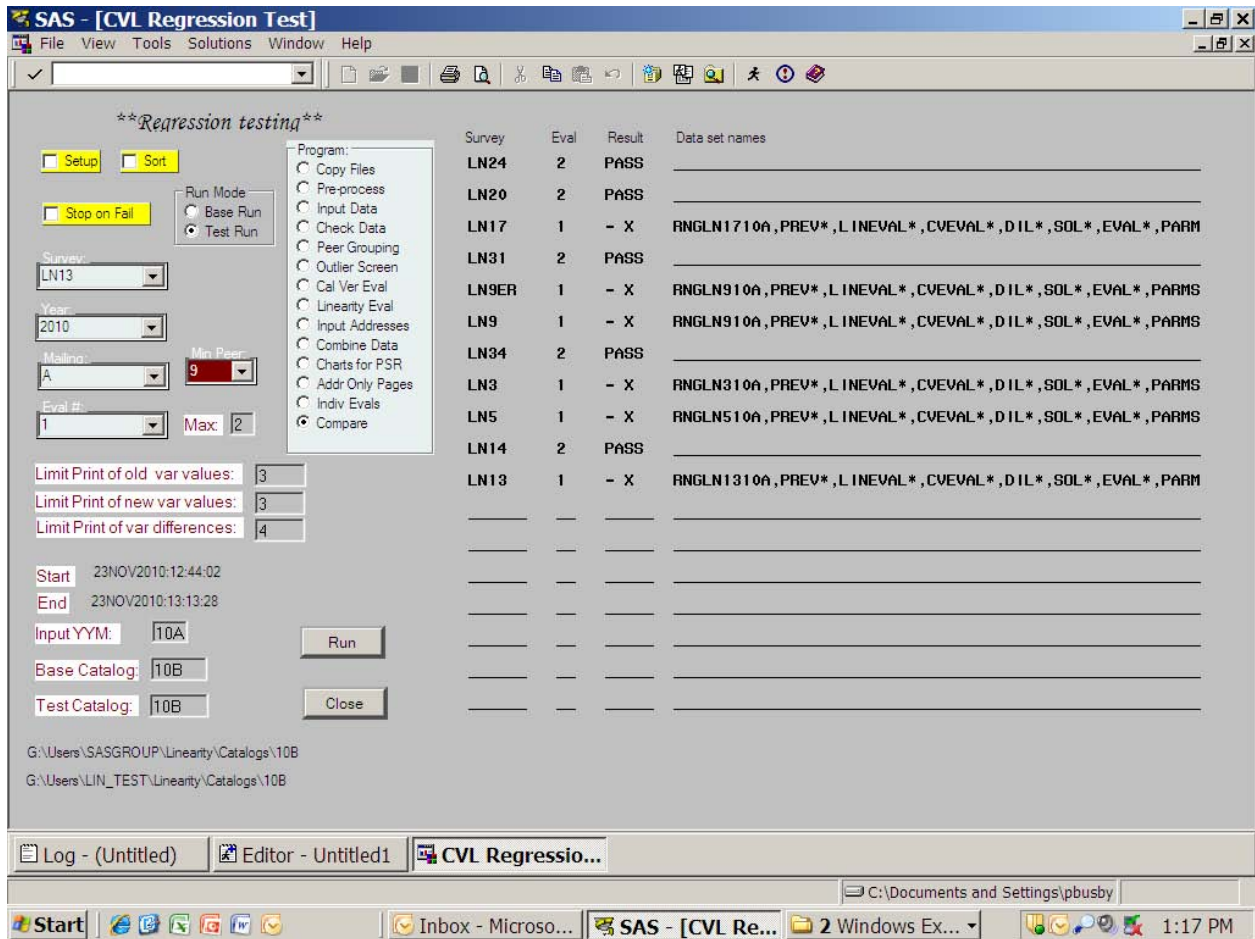 SAS - [CVL Regression Test]
File View Tools Solutions Window Help
**Regression testing**
Setup
Sort
Stop on Fail
Run Mode
Base Run
Test Run
Survey:
LN13
Year:
2010
Mailing:
A
Min Peer:
9
Eval #:
1
Max: 2
Program:
Copy Files
Pre-process
Input Data
Check Data
Peer Grouping
Outlier Screen
Cal Ver Eval
Linearity Eval
Input Addresses
Combine Data
Charts for PSR
Addr Only Pages
Indiv Evals
Compare
Limit Print of old var values: 3
Limit Print of new var values: 3
Limit Print of var differences: 4
Start 23NOV2010:12:44:02
End 23NOV2010:13:13:28
Input YYM: 10A
Base Catalog: 10B
Test Catalog: 10B
Run
Close
G:\Users\SASGROUP\Linearity\Catalogs\10B
G:\Users\LIN_TEST\Linearity\Catalogs\10B
Survey Eval Result Data set names
LN24 2 PASS
LN20 2 PASS
LN17 1 - X RNGLN1710A,PREV*,LINEVAL*,CVEVAL*,DIL*,SOL*,EVAL*,PARM
LN31 2 PASS
LN9ER 1 - X RNGLN910A,PREV*,LINEVAL*,CVEVAL*,DIL*,SOL*,EVAL*,PARMS
LN9 1 - X RNGLN910A,PREV*,LINEVAL*,CVEVAL*,DIL*,SOL*,EVAL*,PARMS
LN34 2 PASS
LN3 1 - X RNGLN310A,PREV*,LINEVAL*,CVEVAL*,DIL*,SOL*,EVAL*,PARMS
LN5 1 - X RNGLN510A,PREV*,LINEVAL*,CVEVAL*,DIL*,SOL*,EVAL*,PARMS
LN14 2 PASS
LN13 1 - X RNGLN1310A,PREV*,LINEVAL*,CVEVAL*,DIL*,SOL*,EVAL*,PARM
Log - (Untitled)
Editor - Untitled1
CVL Regressio...
C:\Documents and Settings\pbusby
Start
Inbox - Microso...
SAS - [CVL Re...
2 Windows Ex...
1:17 PM